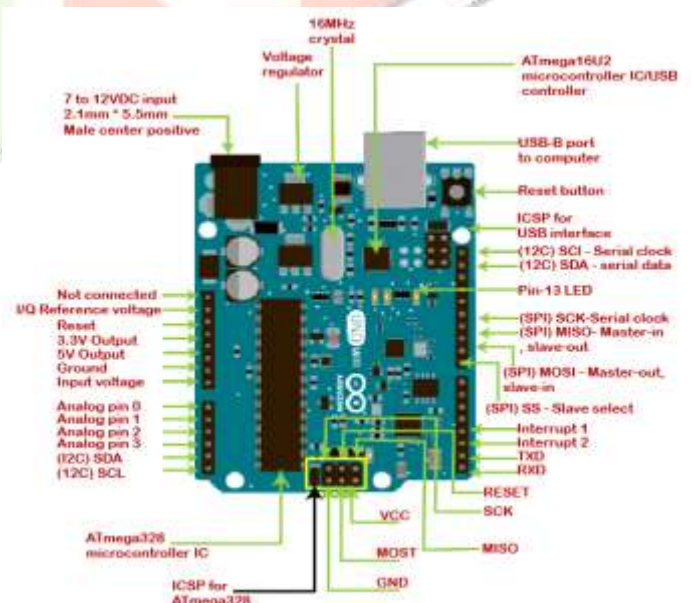 16MHz
crystal
Voltage
regulator
ATmega16U2
microcontroller IC/USB
controller
7 to 12VDC input
2.1mm * 5.5mm
Male center positive
USB-B port
to computer
Reset button
ICSP for
USB interface
(12C) SCI - Serial clock
(12C) SDA - serial data
Pin-13 LED
(SPI) SCK-Serial clock
(SPI) MISO- Master-in
, slave-out
(SPI) MOSI - Master-out,
slave-in
(SPI) SS - Slave select
Interrupt 1
Interrupt 2
TXD
RXD
RESET
SCK
MISO
Not connected
I/Q Reference voltage
Reset
3.3V Output
5V Output
Ground
Input voltage
Analog pin 0
Analog pin 1
Analog pin 2
Analog pin 3
(I2C) SDA
(12C) SCL
UNO
ATmega328
microcontroller IC
ICSP for
ATmega328
VCC
MOST
GND